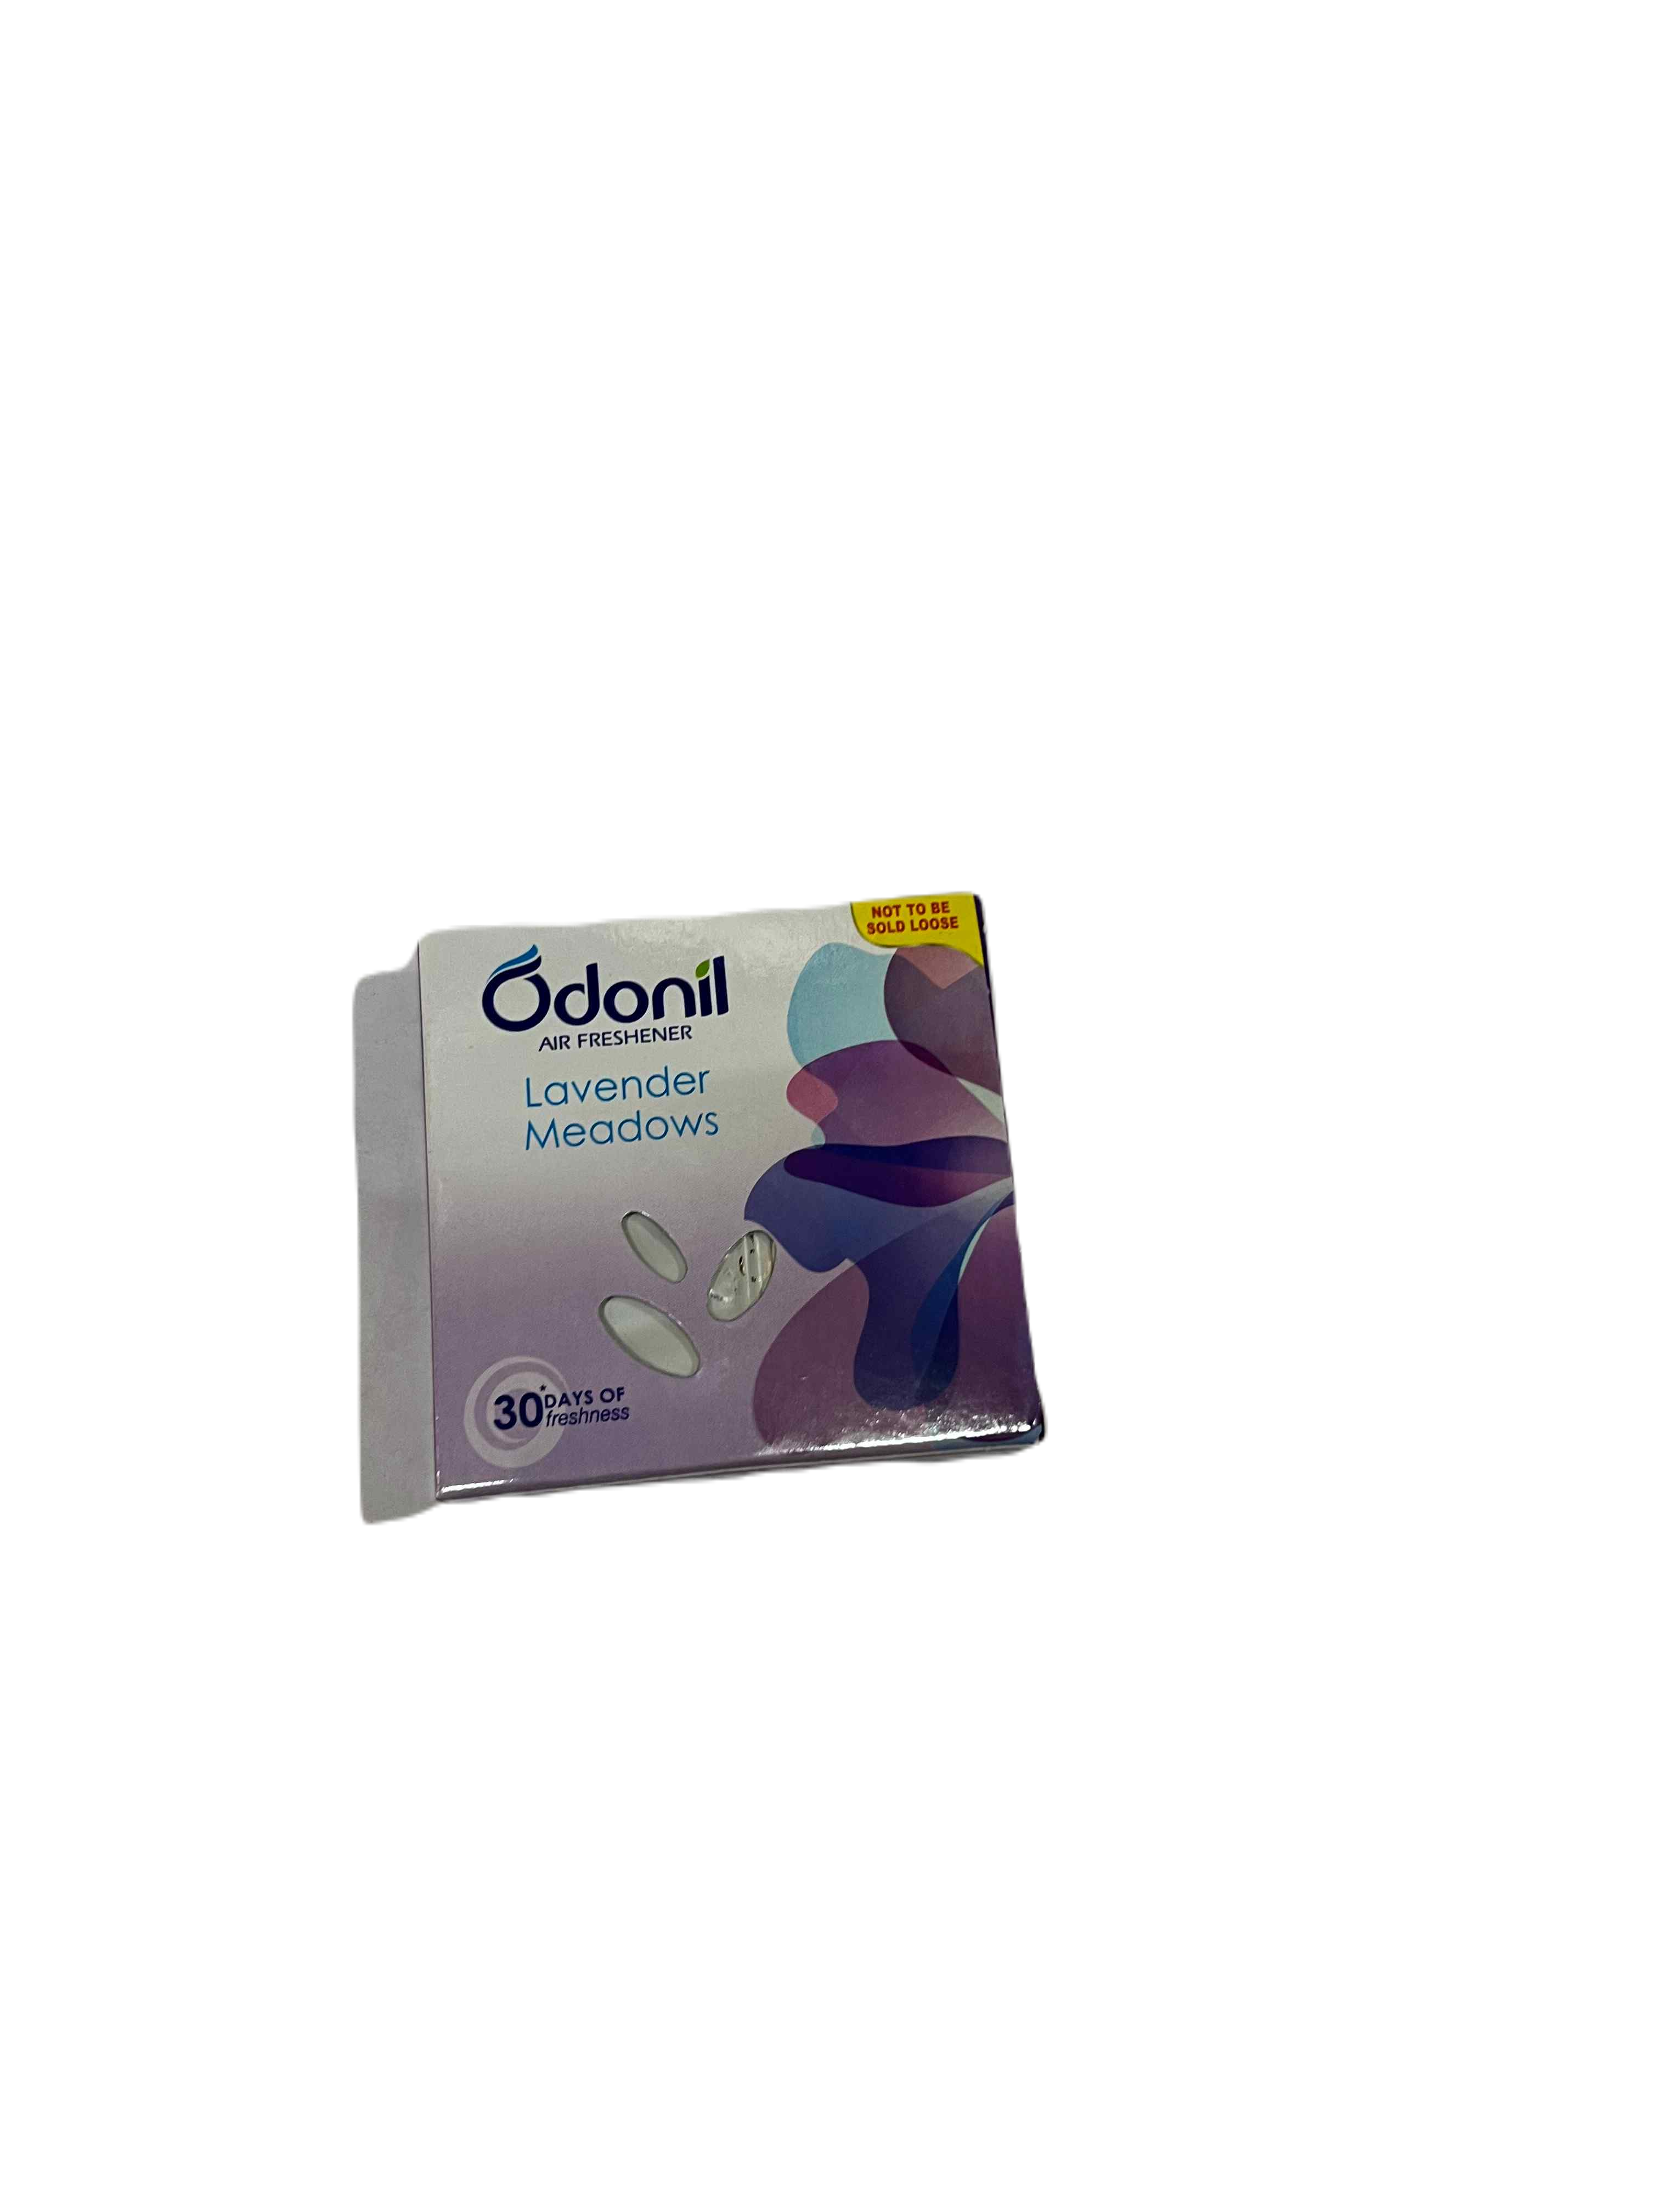 NOT TO BE
SOLD LOOSE
Odonil
AIR FRESHENER
Lavender
Meadows
30* DAYS OF
freshness